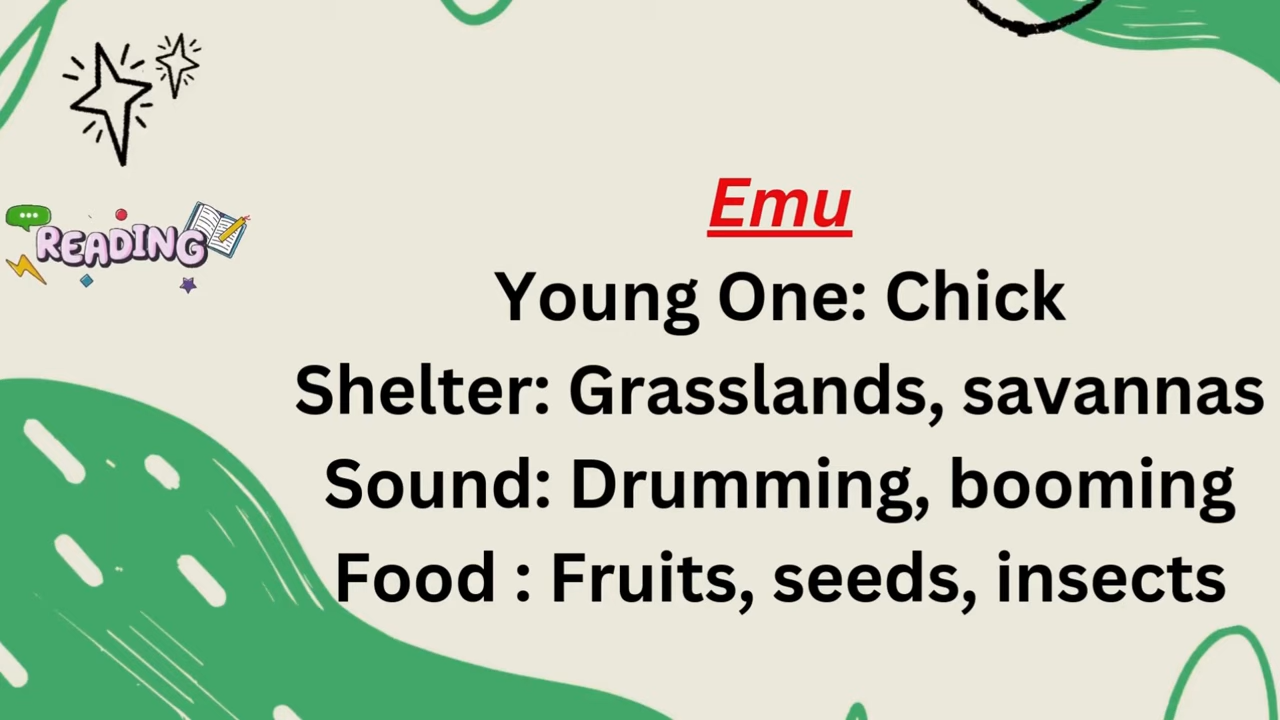 READING
Emu
Young One: Chick
Shelter: Grasslands, savannas
Sound: Drumming, booming
Food : Fruits, seeds, insects